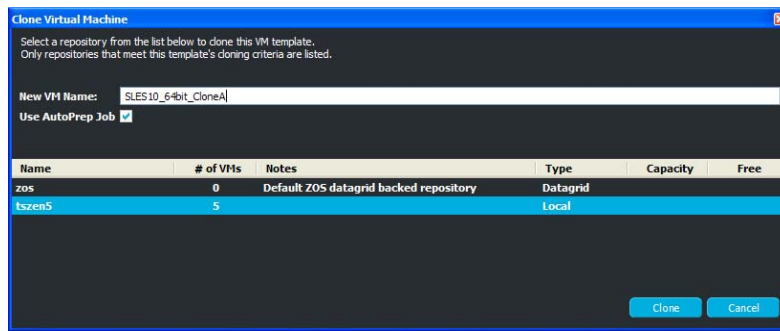 Clone Virtual Machine
Select a repository from the list below to clone this VM template.
Only repositories that meet this template's cloning criteria are listed.
New VM Name: SLES10_64bit_CloneA
Use AutoPrep Job
Name # of VMs Notes Type Capacity Free
zos 0 Default ZOS datagrid backed repository Datagrid
tszen5 5 Local
Clone Cancel